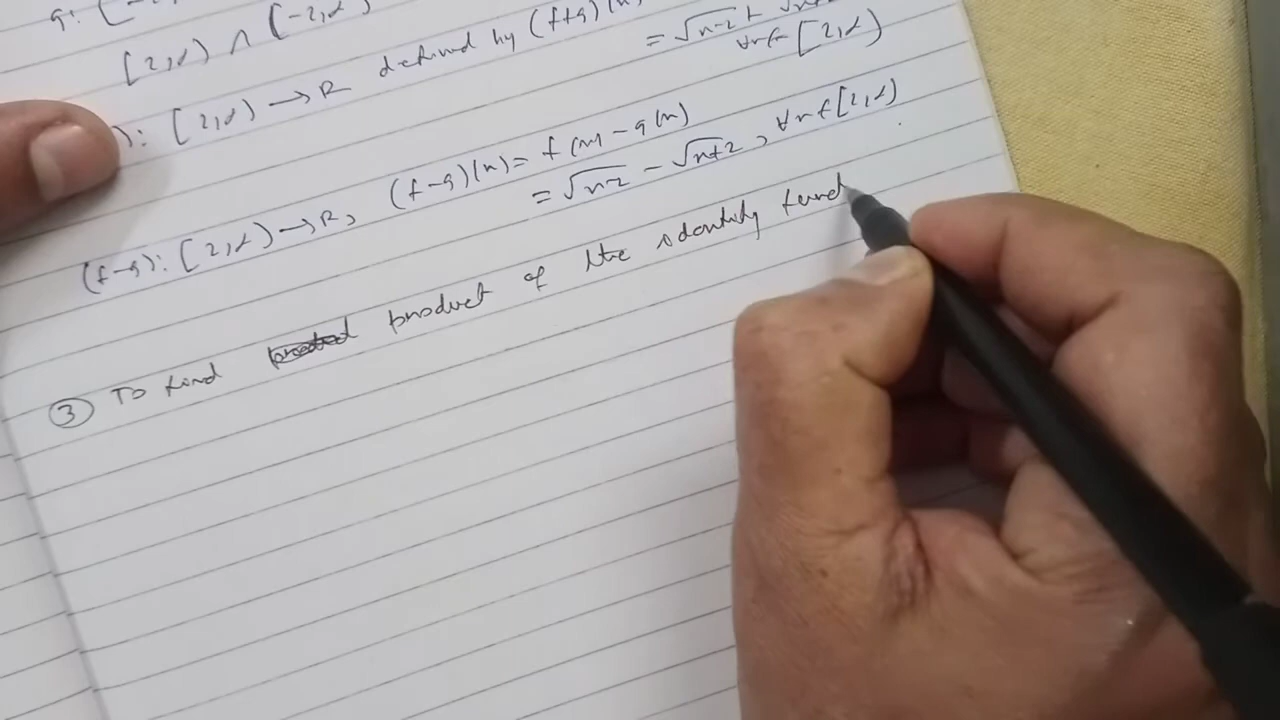 g: [-2,
[2,∝) ∩ [-2,∝)
): [2,∝) → R defined by (f+g)(x)
= √x-2 +
∀x∈ [2,∝)
(f-g): [2,∝) → R, (f-g)(x) = f(x) - g(x)
= √x-2 - √x+2, ∀x∈[2,∝)
③ To find product of the identity funct